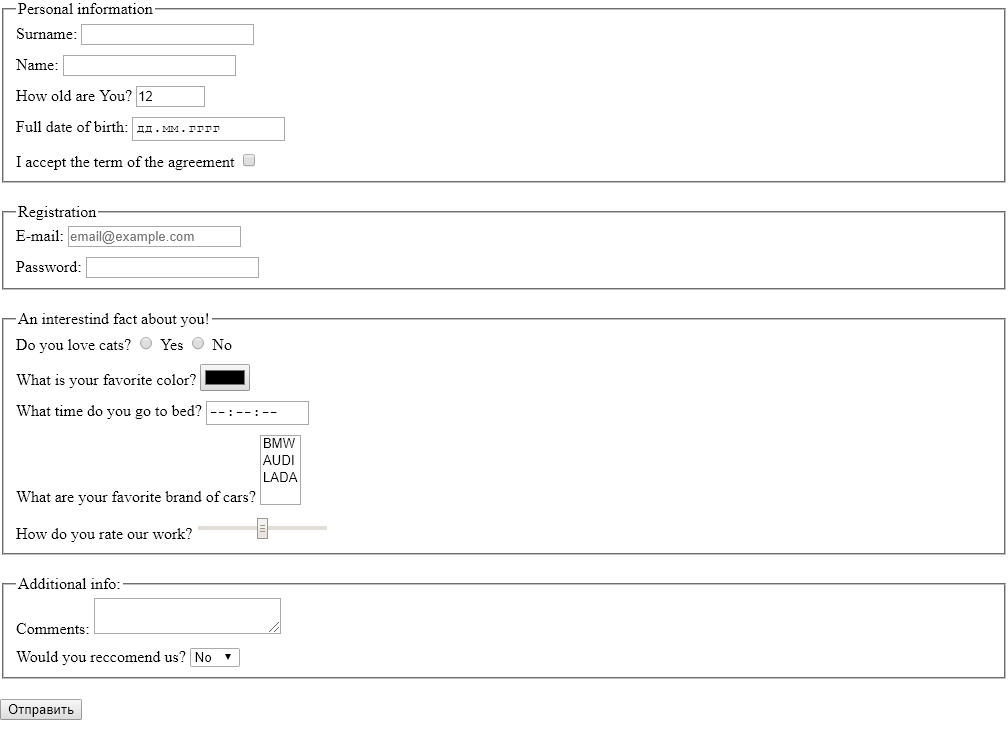 Personal information
Surname:
Name:
How old are You? 12
Full date of birth: дд.мм.гггг
I accept the term of the agreement
Registration
E-mail: email@example.com
Password:
An interestind fact about you!
Do you love cats? Yes No
What is your favorite color?
What time do you go to bed? --:--:--
BMW
AUDI
LADA
What are your favorite brand of cars?
How do you rate our work?
Additional info:
Comments:
Would you reccomend us? No
Отправить